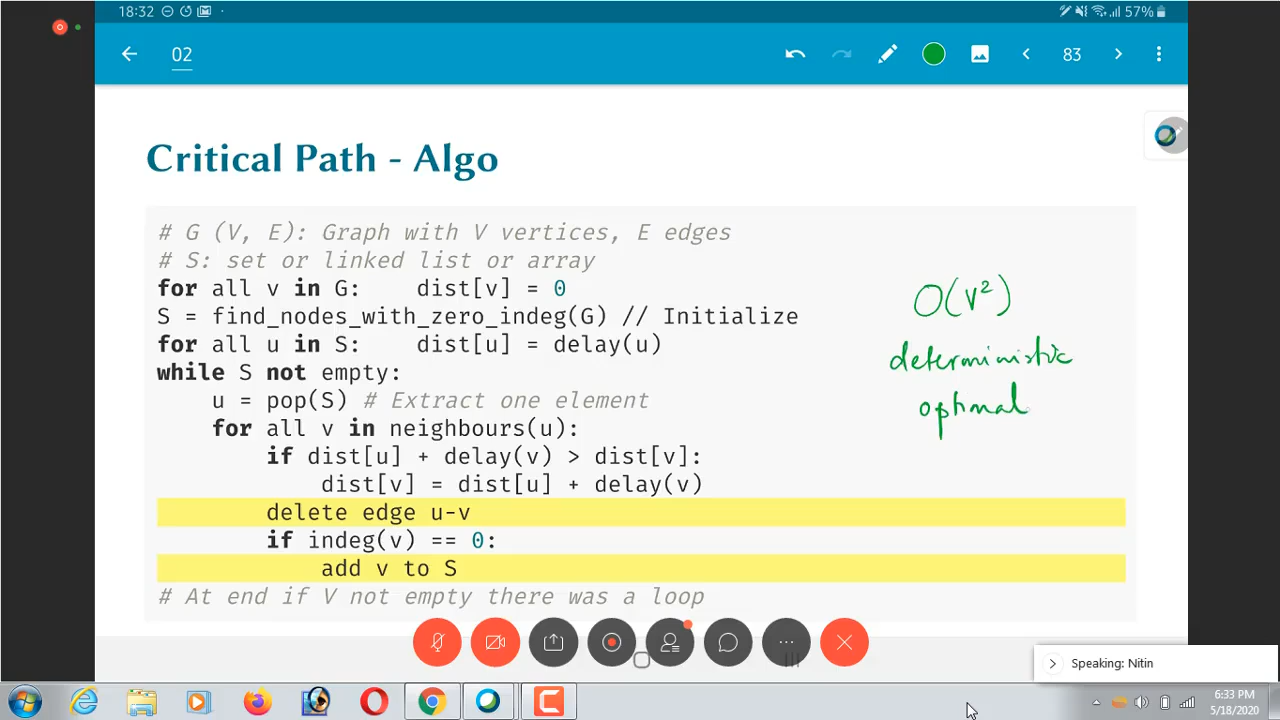 18:32
57%
02
83
Critical Path - Algo
# G (V, E): Graph with V vertices, E edges
# S: set or linked list or array
for all v in G: dist[v] = 0
S = find_nodes_with_zero_indeg(G) // Initialize
for all u in S: dist[u] = delay(u)
while S not empty:
u = pop(S) # Extract one element
for all v in neighbours(u):
if dist[u] + delay(v) > dist[v]:
dist[v] = dist[u] + delay(v)
delete edge u-v
if indeg(v) == 0:
add v to S
# At end if V not empty there was a loop
O(V²)
deterministic
optimal
Speaking: Nitin
6:33 PM
5/18/2020